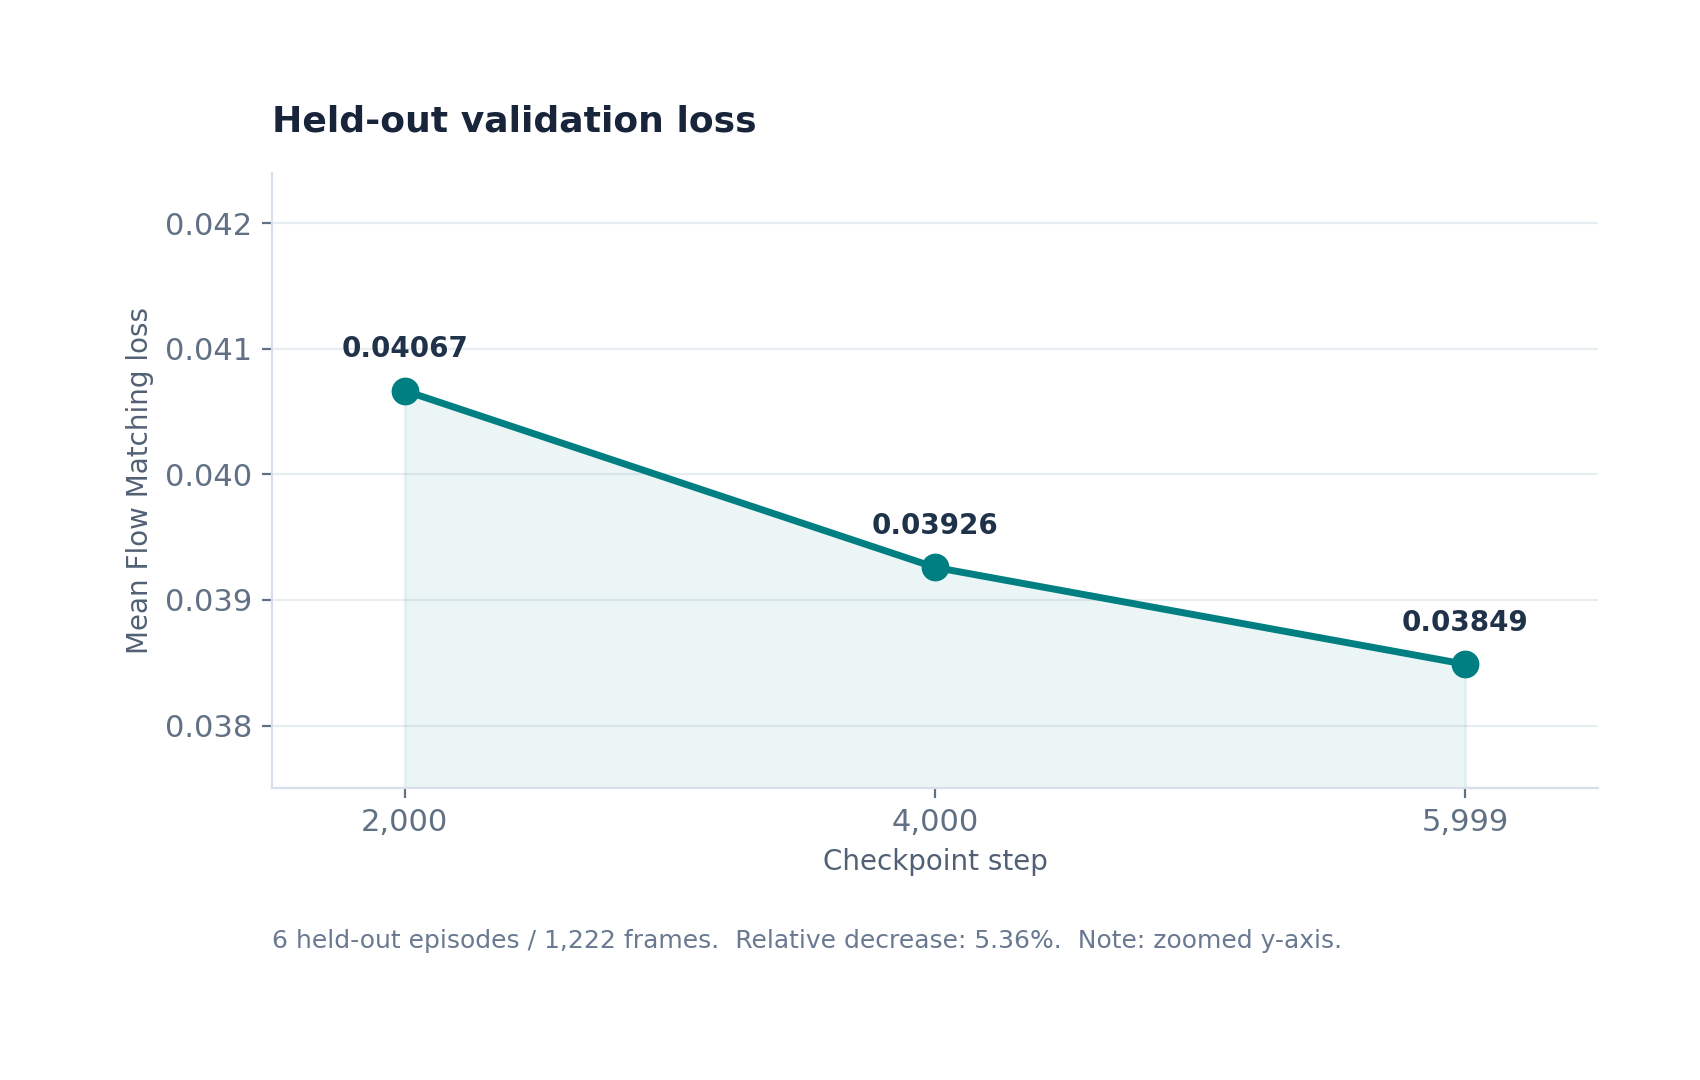 Held-out validation loss
0.042
0.041
0.040
0.039
0.038
Mean Flow Matching loss
0.04067
0.03926
0.03849
2,000
4,000
5,999
Checkpoint step
6 held-out episodes / 1,222 frames.  Relative decrease: 5.36%.  Note: zoomed y-axis.